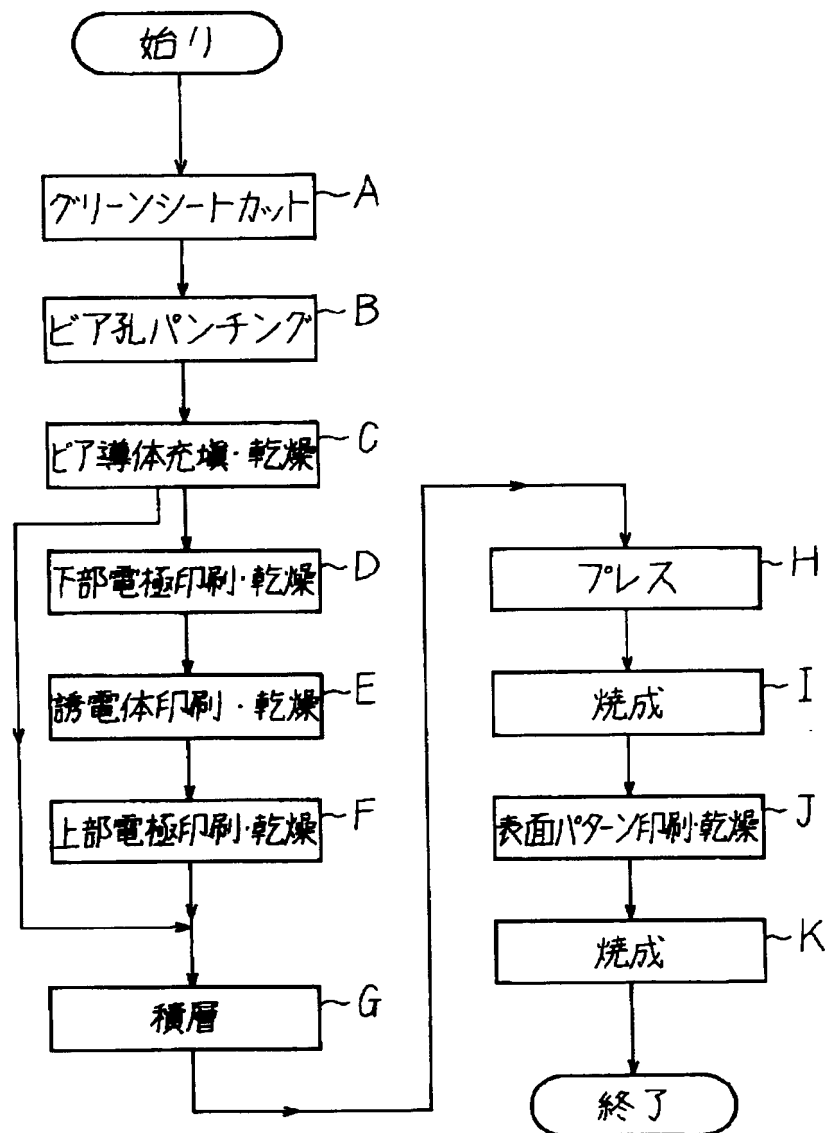 始り
グリーンシートカット A
ビア孔パンチング B
ビア導体充塡・乾燥 C
下部電極印刷・乾燥 D
誘電体印刷・乾燥 E
上部電極印刷・乾燥 F
積層 G
プレス H
焼成 I
表面パターン印刷・乾燥 J
焼成 K
終了